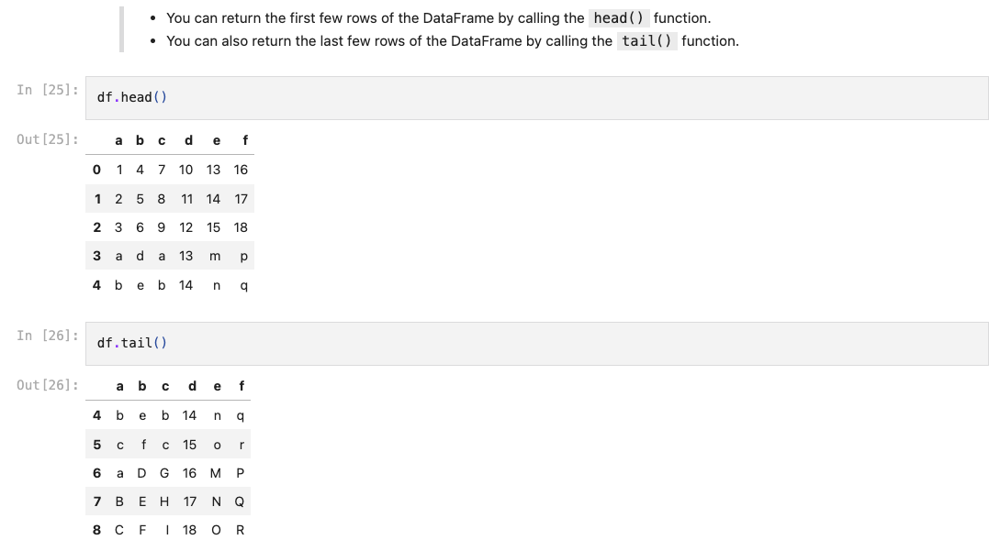 You can return the first few rows of the DataFrame by calling the head() function.
You can also return the last few rows of the DataFrame by calling the tail() function.
In [25]: df.head()
Out[25]:
a b c d e f
0 1 4 7 10 13 16
1 2 5 8 11 14 17
2 3 6 9 12 15 18
3 a d a 13 m p
4 b e b 14 n q
In [26]: df.tail()
Out[26]:
a b c d e f
4 b e b 14 n q
5 c f c 15 o r
6 a D G 16 M P
7 B E H 17 N Q
8 C F I 18 O R